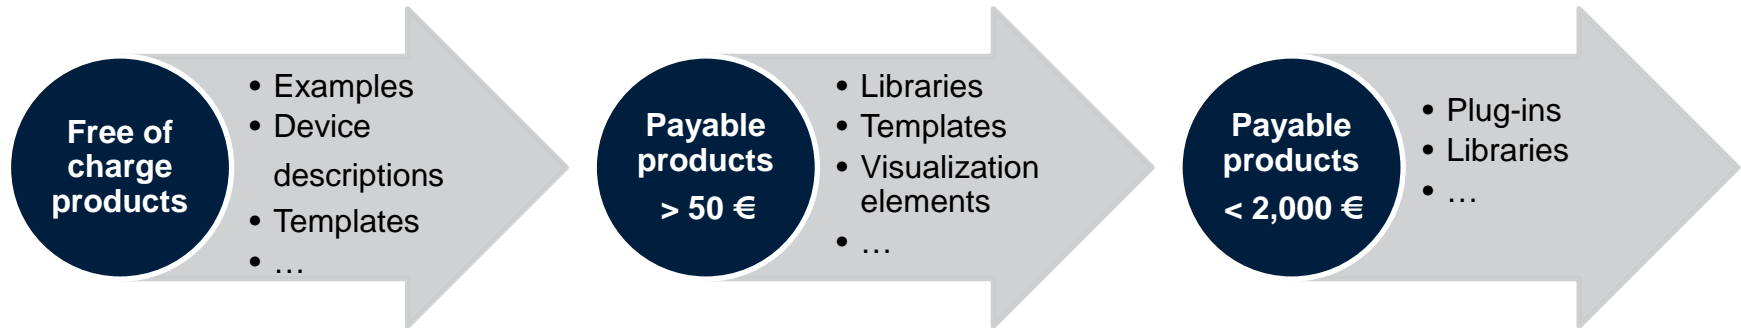 Free of
charge
products
• Examples
• Device
descriptions
• Templates
• …
Payable
products
> 50 €
• Libraries
• Templates
• Visualization
elements
• …
Payable
products
< 2,000 €
• Plug-ins
• Libraries
• …